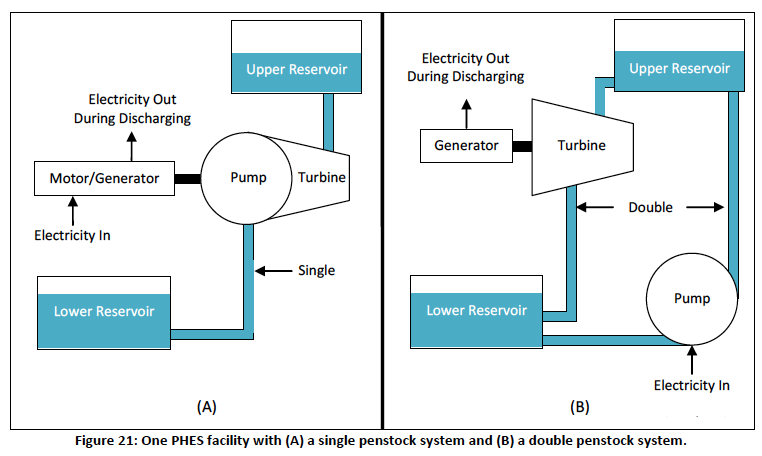 Upper Reservoir
Electricity Out
During Discharging
Motor/Generator
Pump
Turbine
Electricity In
Single
Lower Reservoir
(A)
Electricity Out
During Discharging
Upper Reservoir
Generator
Turbine
Double
Lower Reservoir
Pump
Electricity In
(B)
Figure 21: One PHES facility with (A) a single penstock system and (B) a double penstock system.